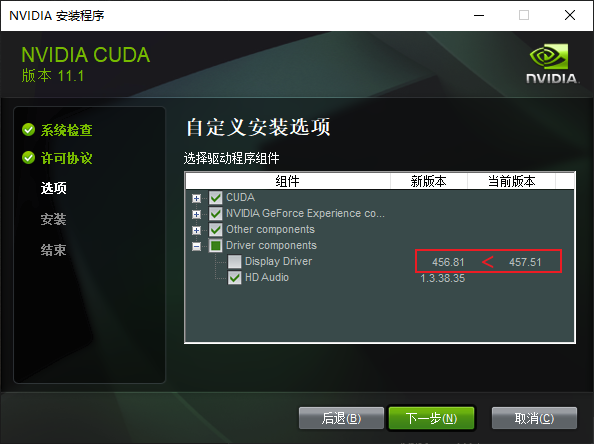 NVIDIA 安装程序
NVIDIA CUDA
版本 11.1
NVIDIA.
系统检查
许可协议
选项
安装
结束
自定义安装选项
选择驱动程序组件
组件 新版本 当前版本
CUDA
NVIDIA GeForce Experience co...
Other components
Driver components
Display Driver 456.81 < 457.51
HD Audio 1.3.38.35
后退(B) 下一步(N) 取消(C)